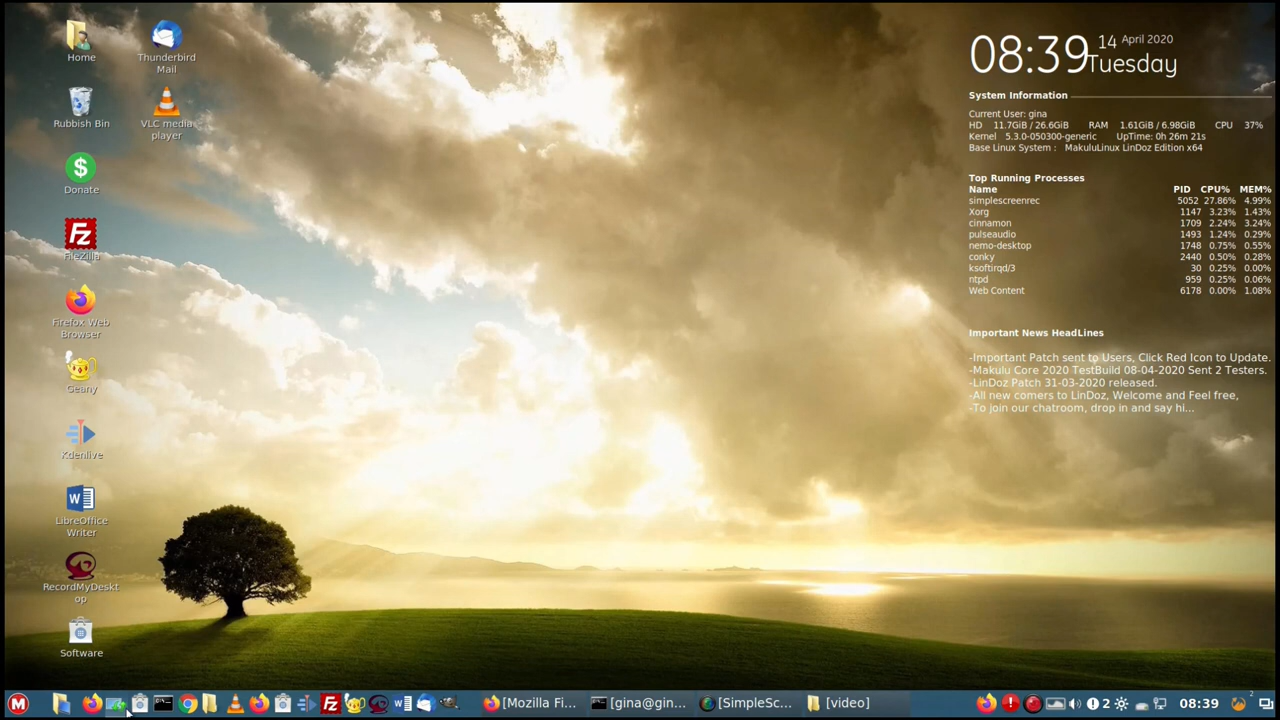 Home
Thunderbird
Mail
Rubbish Bin
VLC media
player
$
Donate
Fz
FileZilla
Firefox Web
Browser
Geany
Kdenlive
W
LibreOffice
Writer
RecordMyDeskt
op
Software
08:39 14 April 2020
Tuesday
System Information
Current User: gina
HD 11.7GiB / 26.6GiB RAM 1.61GiB / 6.98GiB CPU 37%
Kernel 5.3.0-050300-generic UpTime: 0h 26m 21s
Base Linux System : MakuluLinux LinDoz Edition x64
Top Running Processes
Name PID CPU% MEM%
simplescreenrec 5052 27.86% 4.99%
Xorg 1147 3.23% 1.43%
cinnamon 1709 2.24% 3.24%
pulseaudio 1493 1.24% 0.29%
nemo-desktop 1748 0.75% 0.55%
conky 2440 0.50% 0.28%
ksoftirqd/3 30 0.25% 0.00%
ntpd 959 0.25% 0.06%
Web Content 6178 0.00% 1.08%
Important News HeadLines
-Important Patch sent to Users, Click Red Icon to Update.
-Makulu Core 2020 TestBuild 08-04-2020 Sent 2 Testers.
-LinDoz Patch 31-03-2020 released.
-All new comers to LinDoz, Welcome and Feel free,
-To join our chatroom, drop in and say hi...
M Fz W [Mozilla Fi... [gina@gin... [SimpleSc... [video] ! ! 2 08:39 2